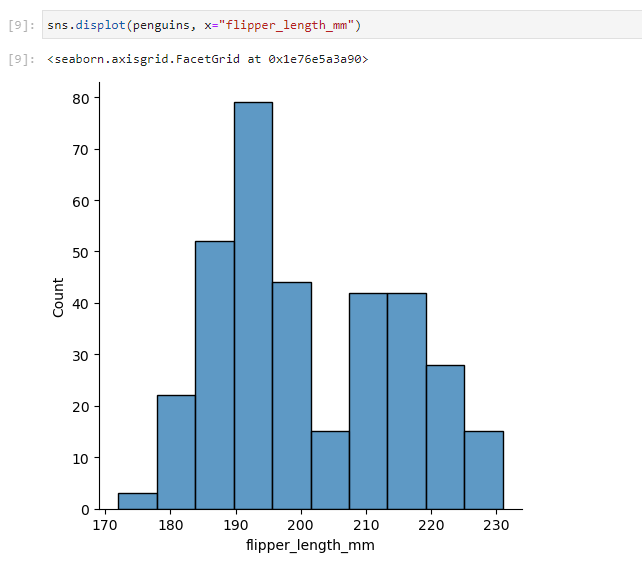 [9]: sns.displot(penguins, x="flipper_length_mm")
[9]: <seaborn.axisgrid.FacetGrid at 0x1e76e5a3a90>
80
70
60
50
40
30
20
10
0
Count
170 180 190 200 210 220 230
flipper_length_mm